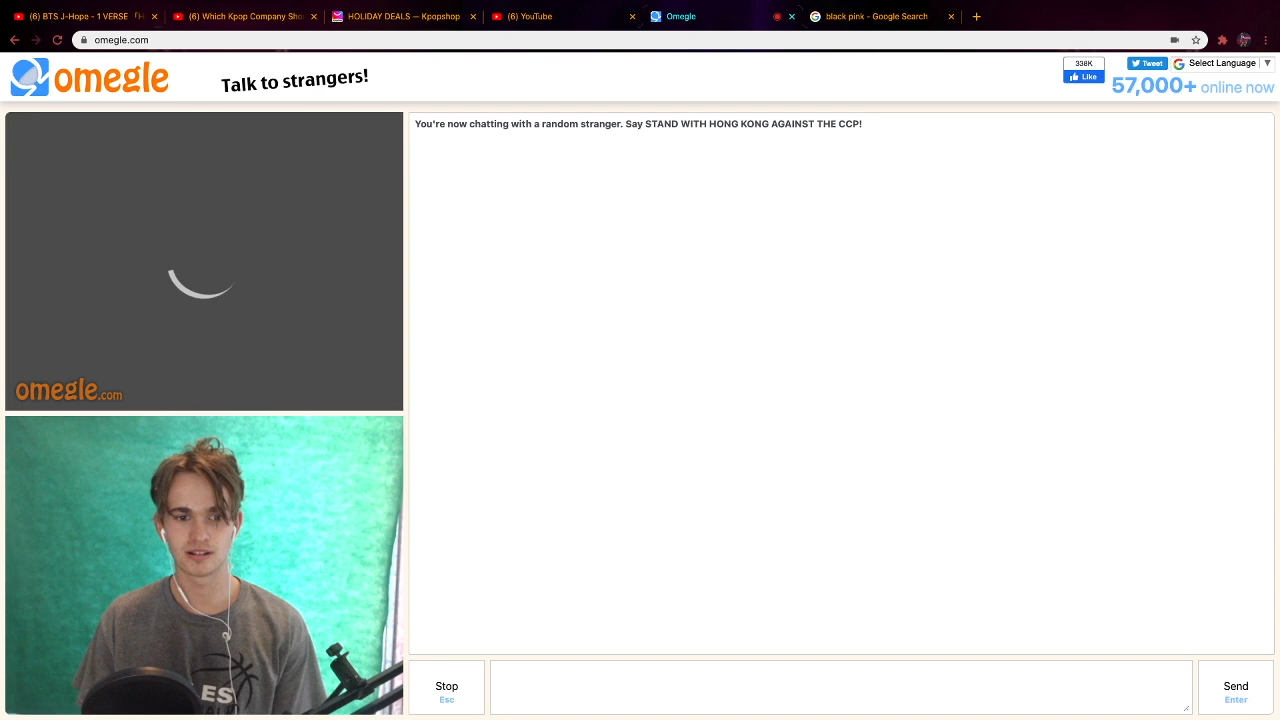 (6) BTS J-Hope - 1 VERSE 「H
(6) Which Kpop Company Sho
HOLIDAY DEALS — Kpopshop
(6) YouTube
Omegle
black pink - Google Search
omegle.com
omegle
Talk to strangers!
338K
Like
Tweet
Select Language
57,000+ online now
You're now chatting with a random stranger. Say STAND WITH HONG KONG AGAINST THE CCP!
omegle.com
ES
Stop
Esc
Send
Enter